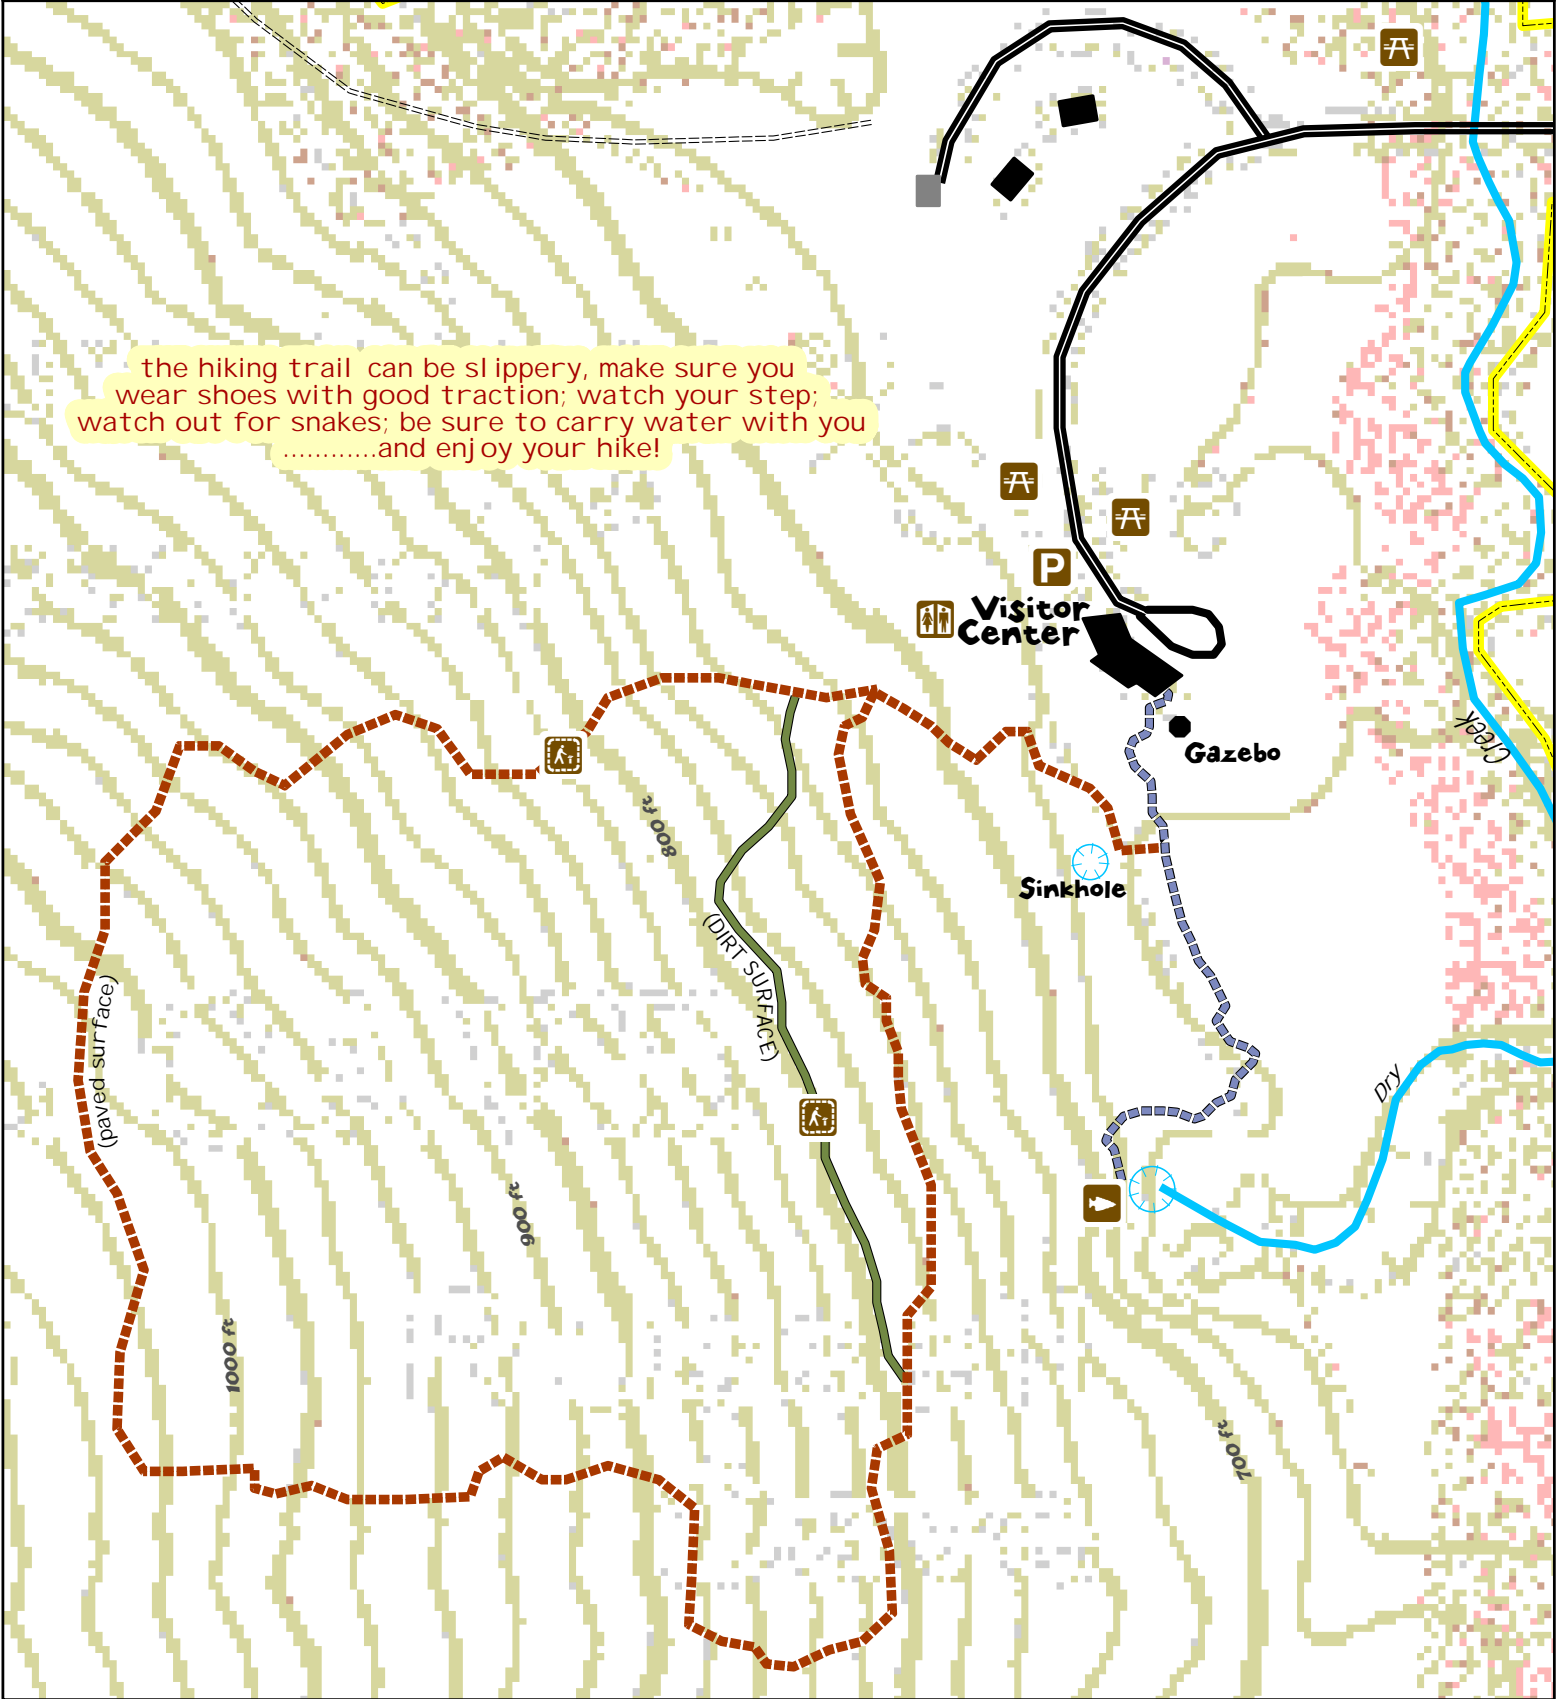 the hiking trail can be slippery, make sure you
wear shoes with good traction; watch your step;
watch out for snakes; be sure to carry water with you
............and enjoy your hike!
P
Visitor
Center
Gazebo
Creek
800 ft
Sinkhole
(DIRT SURFACE)
(paved surface)
Dry
900 ft
1000 ft
700 ft